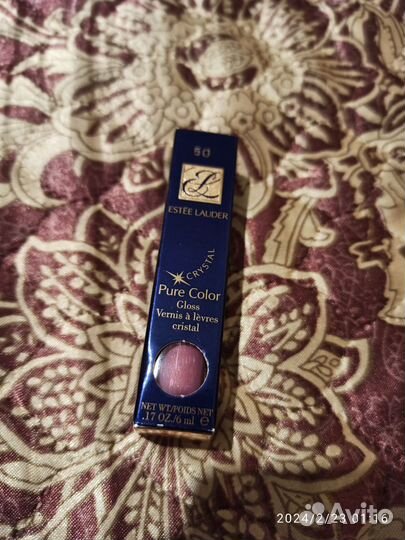 50
ESTÉE LAUDER
CRYSTAL
Pure Color
Gloss
Vernis à lèvres
cristal
NET WT./POIDS NET
.17 OZ./6 ml ℮
2024/2/23 01:16
Avito